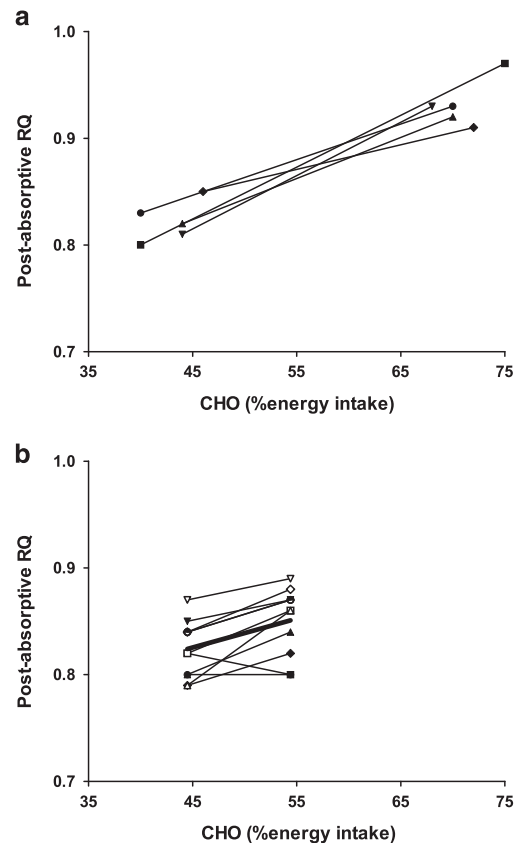 a
1.0
0.9
0.8
0.7
Post-absorptive RQ
35 45 55 65 75
CHO (%energy intake)
b
1.0
0.9
0.8
0.7
Post-absorptive RQ
35 45 55 65 75
CHO (%energy intake)